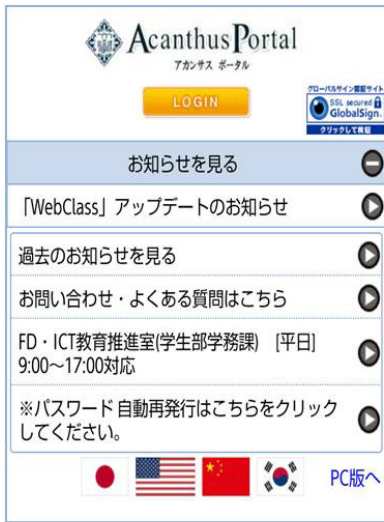 Acanthus Portal
アカンサス ポータル
LOGIN
グローバルサイン認証サイト
SSL secured
GlobalSign.
クリックして検証
お知らせを見る
「WebClass」アップデートのお知らせ
過去のお知らせを見る
お問い合わせ・よくある質問はこちら
FD・ICT教育推進室(学生部学務課) [平日]
9:00～17:00対応
※パスワード自動再発行はこちらをクリック
してください。
PC版へ